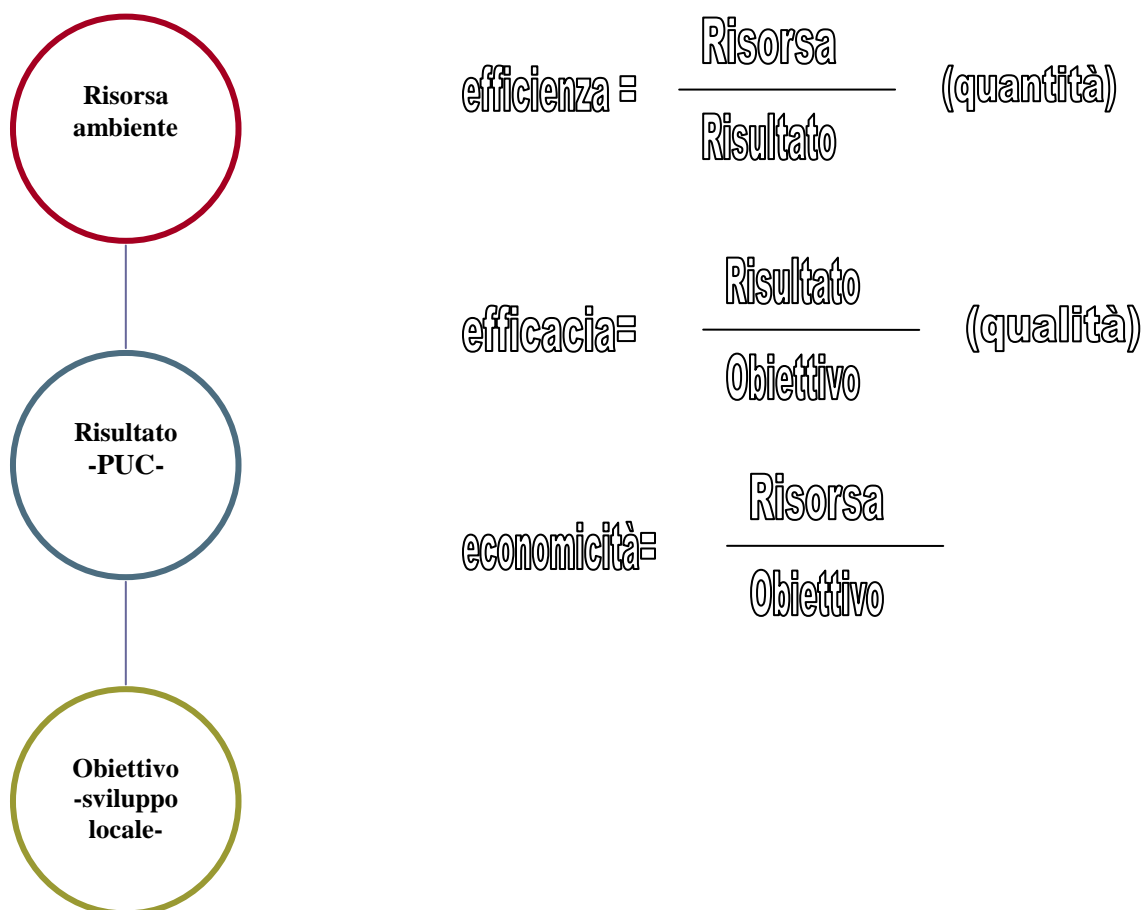 Risorsa
ambiente
efficienza =
Risorsa
Risultato
(quantità)
Risultato
-PUC-
efficacia=
Risultato
Obiettivo
(qualità)
economicità=
Risorsa
Obiettivo
Obiettivo
-sviluppo
locale-